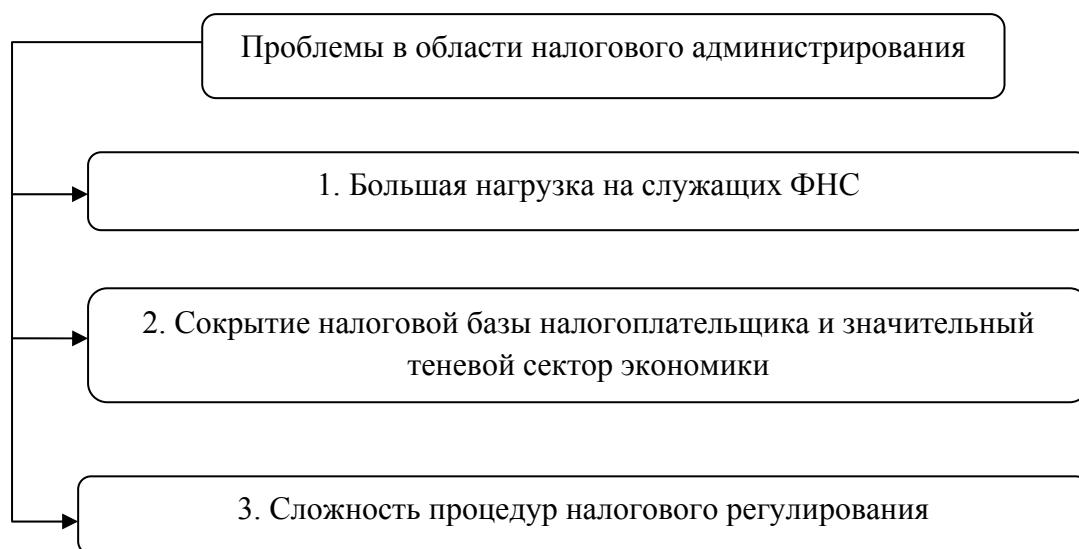 Проблемы в области налогового администрирования
1. Большая нагрузка на служащих ФНС
2. Сокрытие налоговой базы налогоплательщика и значительный
теневой сектор экономики
3. Сложность процедур налогового регулирования